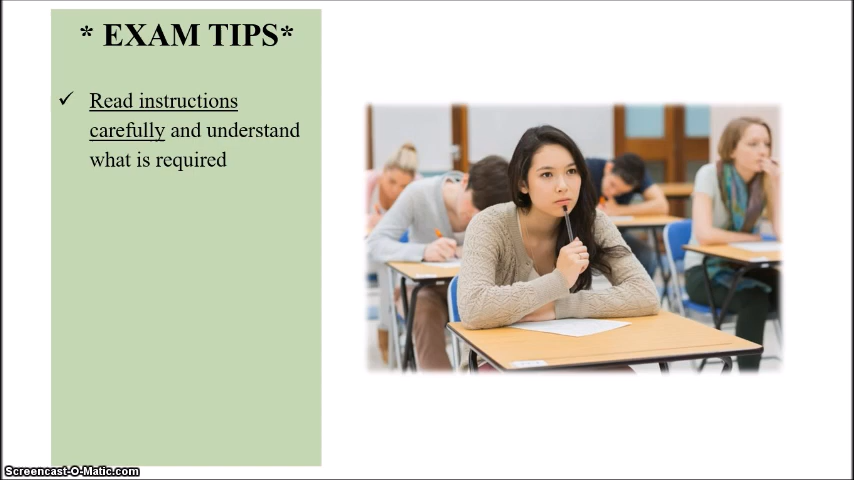 * EXAM TIPS*
✓ Read instructions
carefully and understand
what is required
Screencast-O-Matic.com